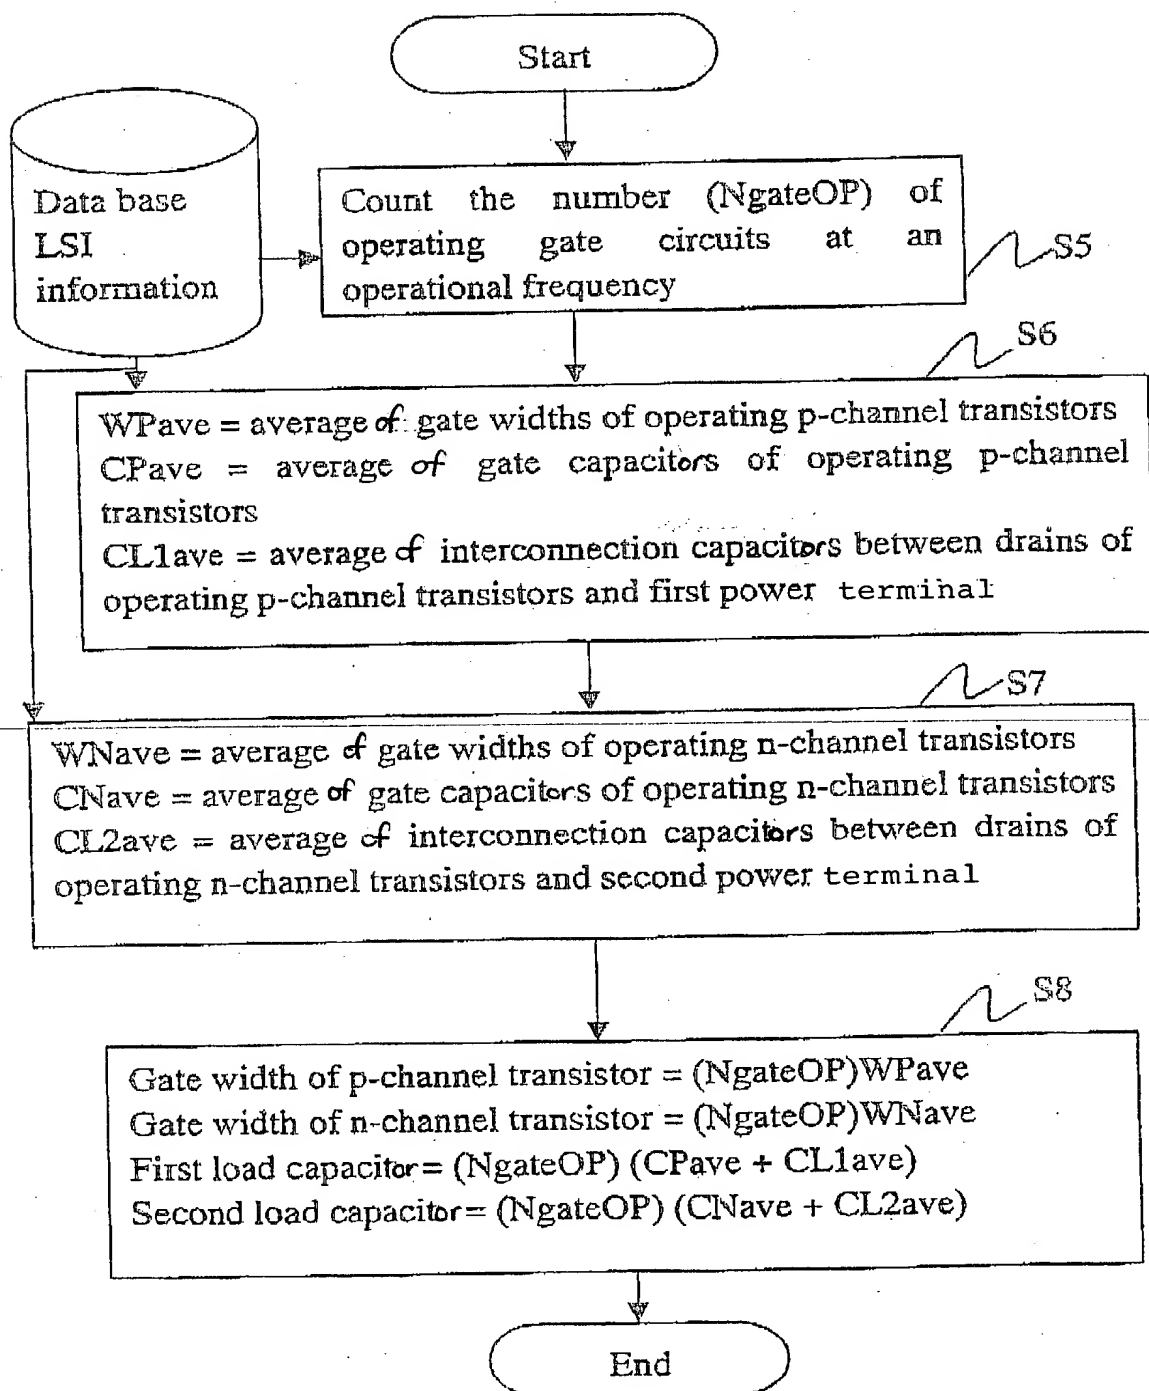 Start
Data base
LSI
information
Count the number (NgateOP) of
operating gate circuits at an
operational frequency
S5
S6
WPave = average of gate widths of operating p-channel transistors
CPave = average of gate capacitors of operating p-channel
transistors
CL1ave = average of interconnection capacitors between drains of
operating p-channel transistors and first power terminal
S7
WNave = average of gate widths of operating n-channel transistors
CNave = average of gate capacitors of operating n-channel transistors
CL2ave = average of interconnection capacitors between drains of
operating n-channel transistors and second power terminal
S8
Gate width of p-channel transistor = (NgateOP)WPave
Gate width of n-channel transistor = (NgateOP)WNave
First load capacitor= (NgateOP) (CPave + CL1ave)
Second load capacitor= (NgateOP) (CNave + CL2ave)
End